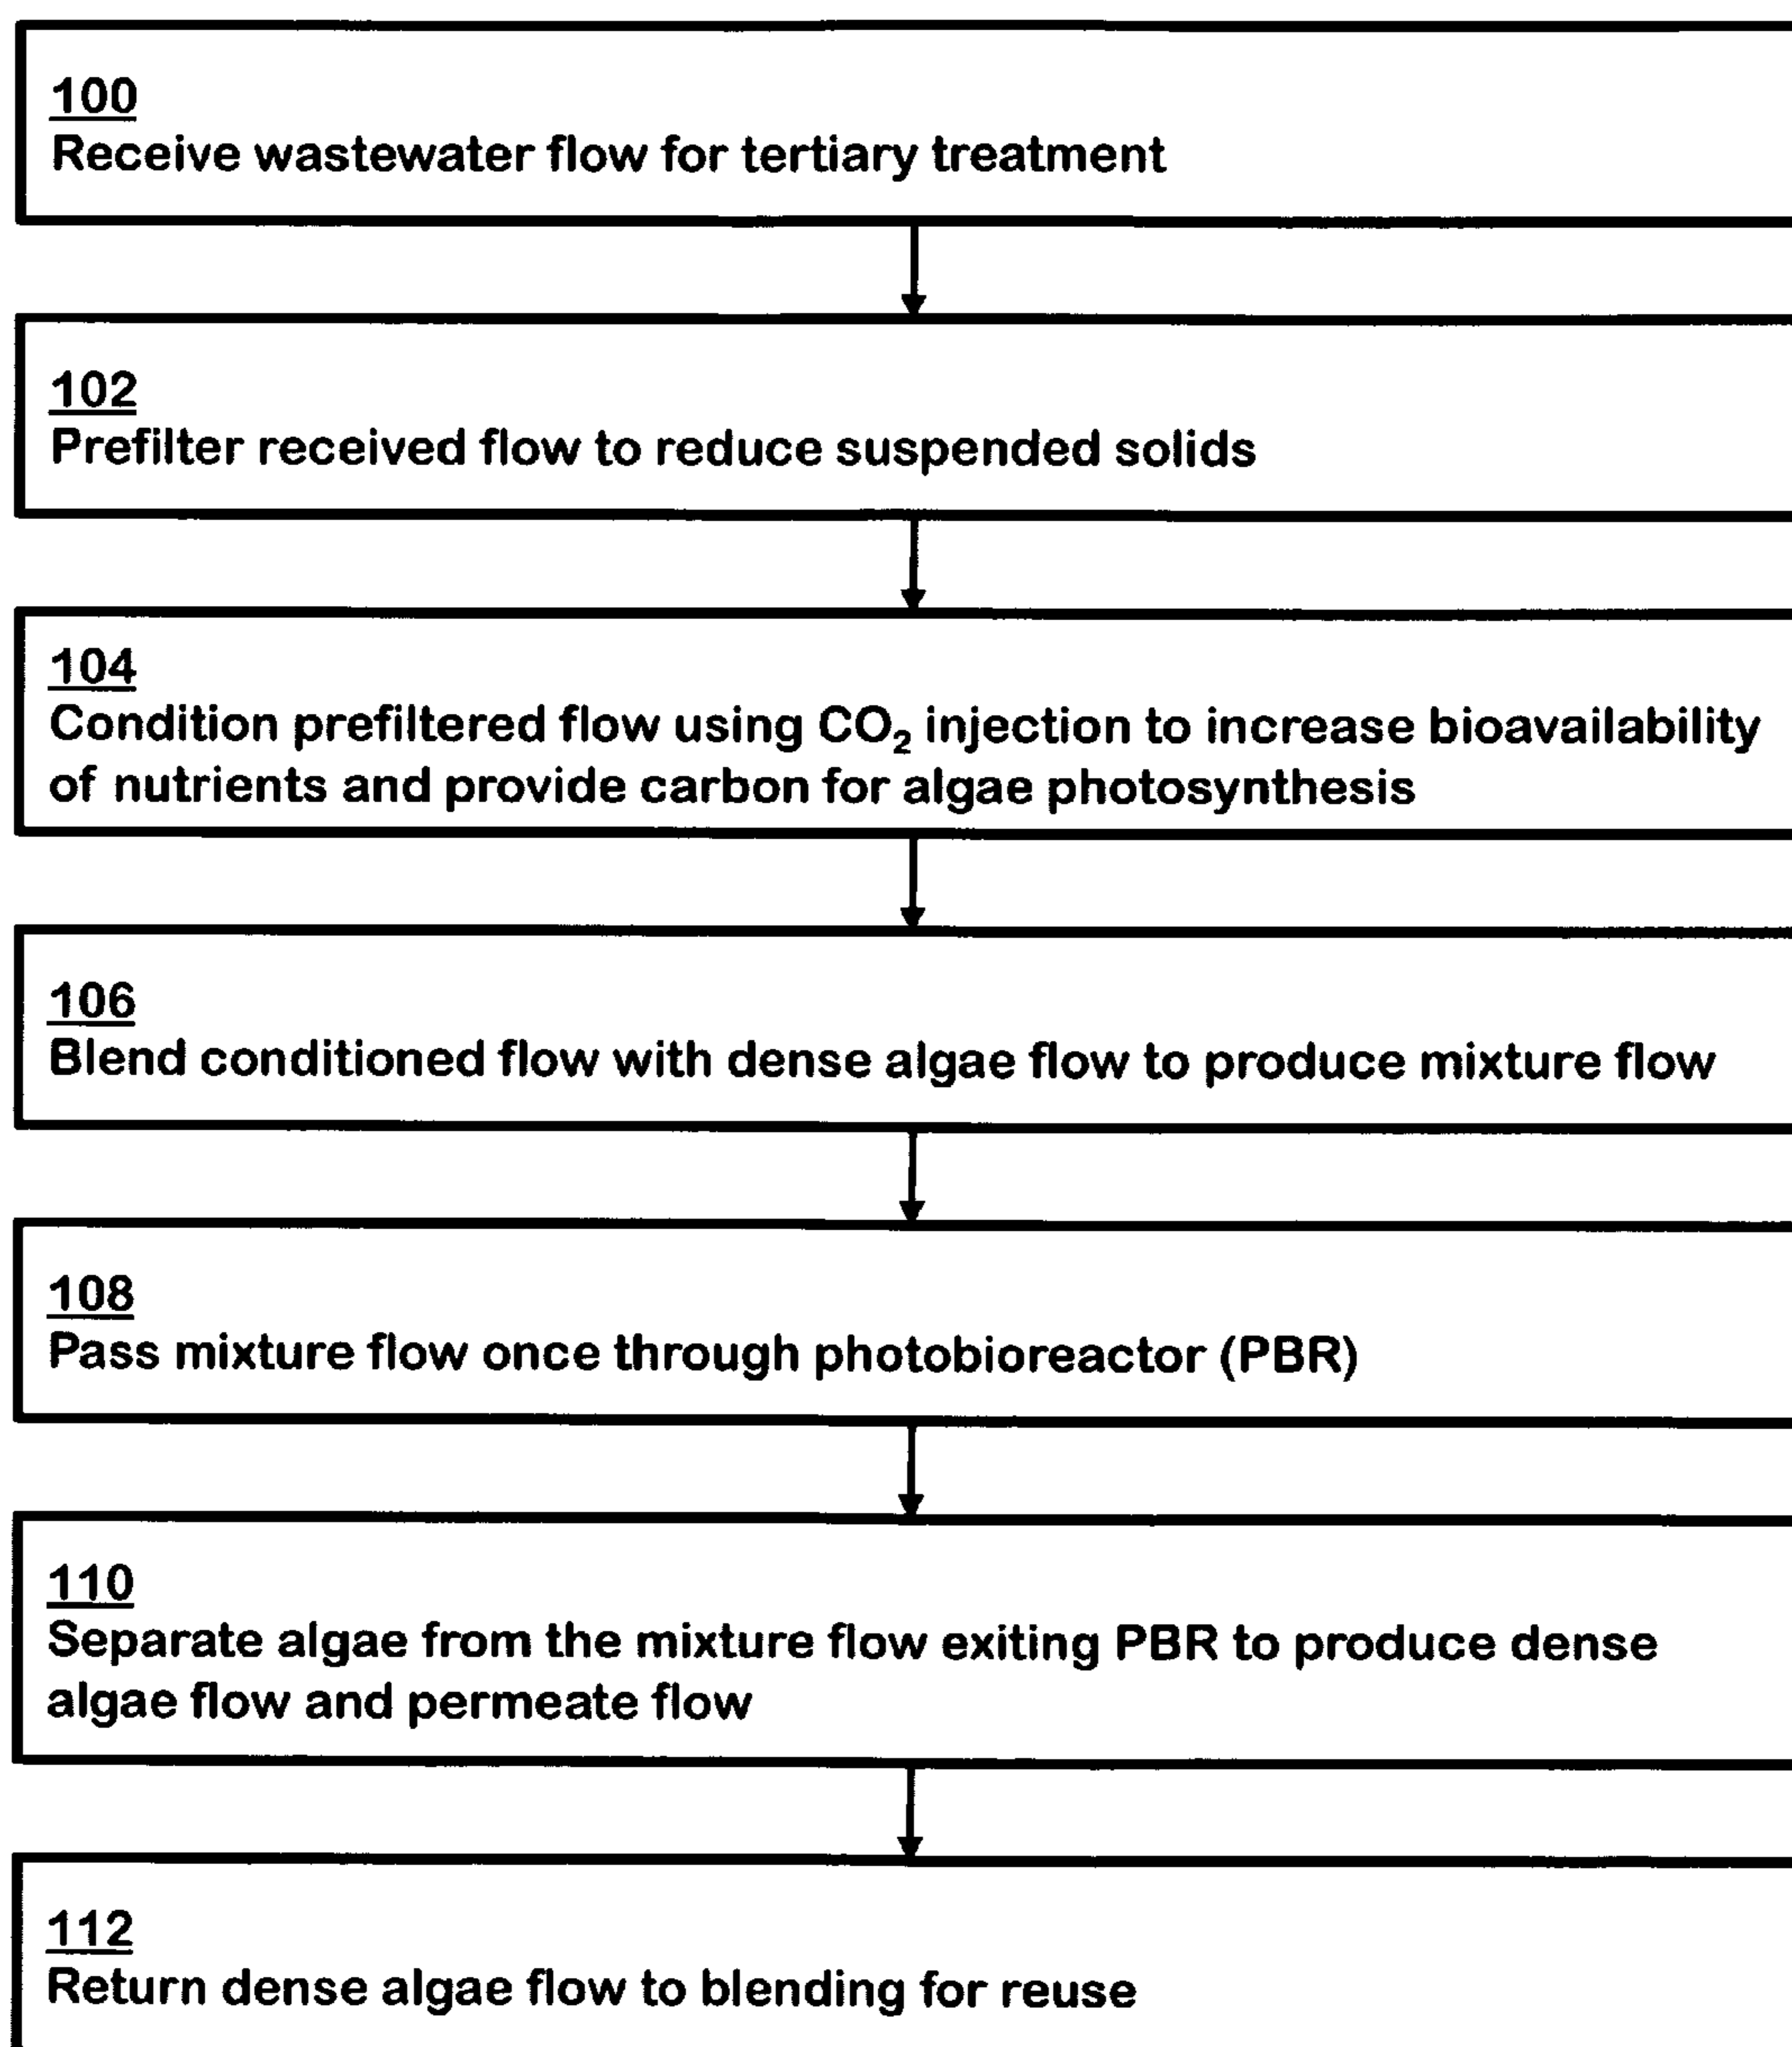 100
Receive wastewater flow for tertiary treatment
102
Prefilter received flow to reduce suspended solids
104
Condition prefiltered flow using CO₂ injection to increase bioavailability
of nutrients and provide carbon for algae photosynthesis
106
Blend conditioned flow with dense algae flow to produce mixture flow
108
Pass mixture flow once through photobioreactor (PBR)
110
Separate algae from the mixture flow exiting PBR to produce dense
algae flow and permeate flow
112
Return dense algae flow to blending for reuse